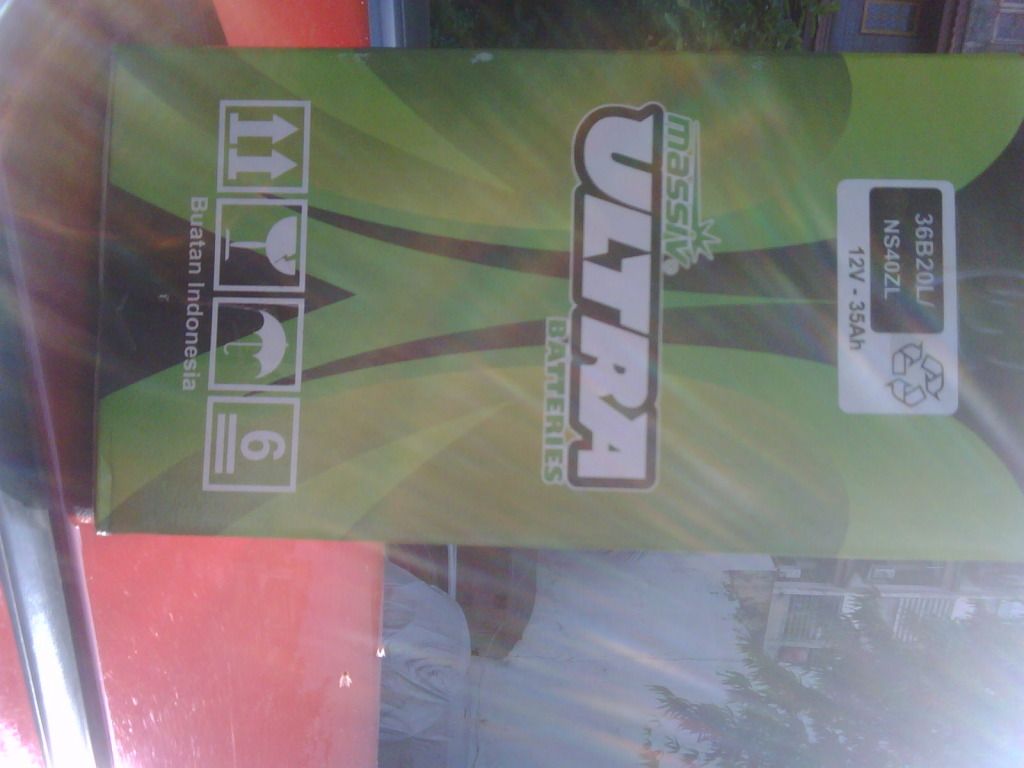 36B20L/
NS40ZL
12V - 35Ah
massiv®
ULTRA
BATTERIES
6
Buatan Indonesia